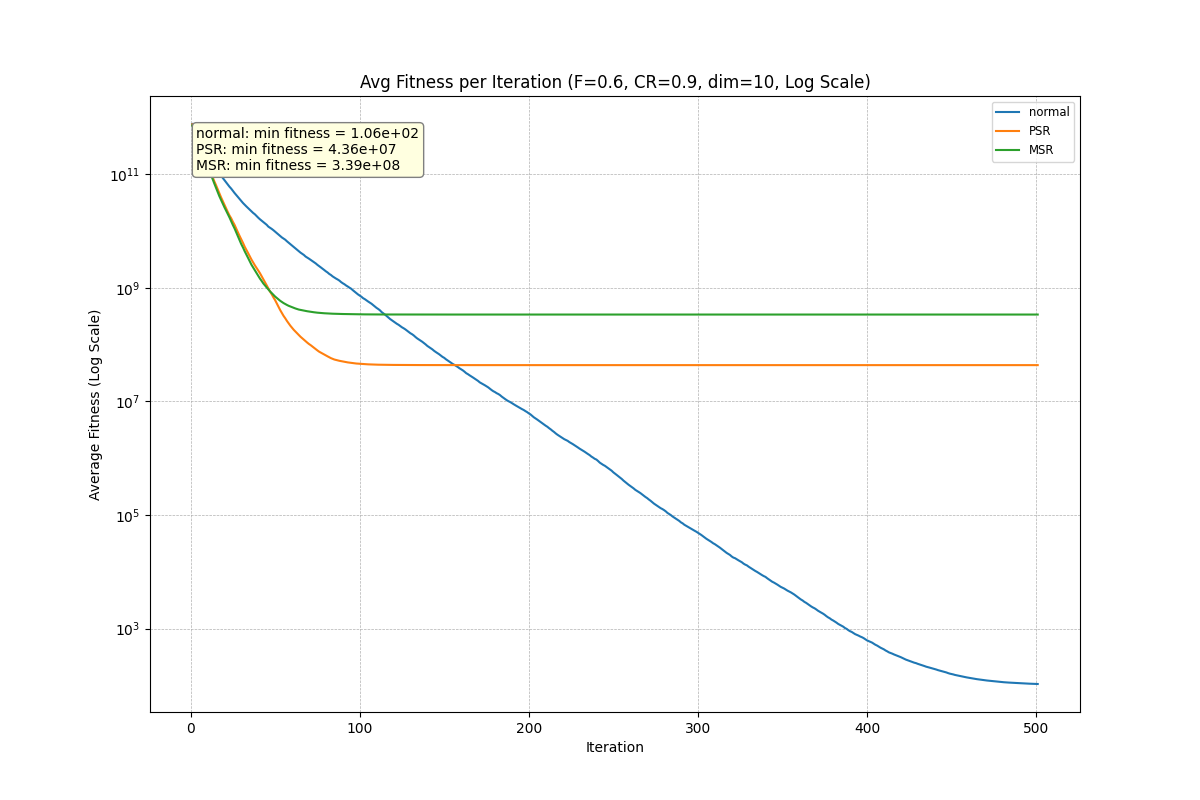 Avg Fitness per Iteration (F=0.6, CR=0.9, dim=10, Log Scale)
normal: min fitness = 1.06e+02
PSR: min fitness = 4.36e+07
MSR: min fitness = 3.39e+08
normal
PSR
MSR
10^11
10^9
10^7
10^5
10^3
Average Fitness (Log Scale)
0 100 200 300 400 500
Iteration